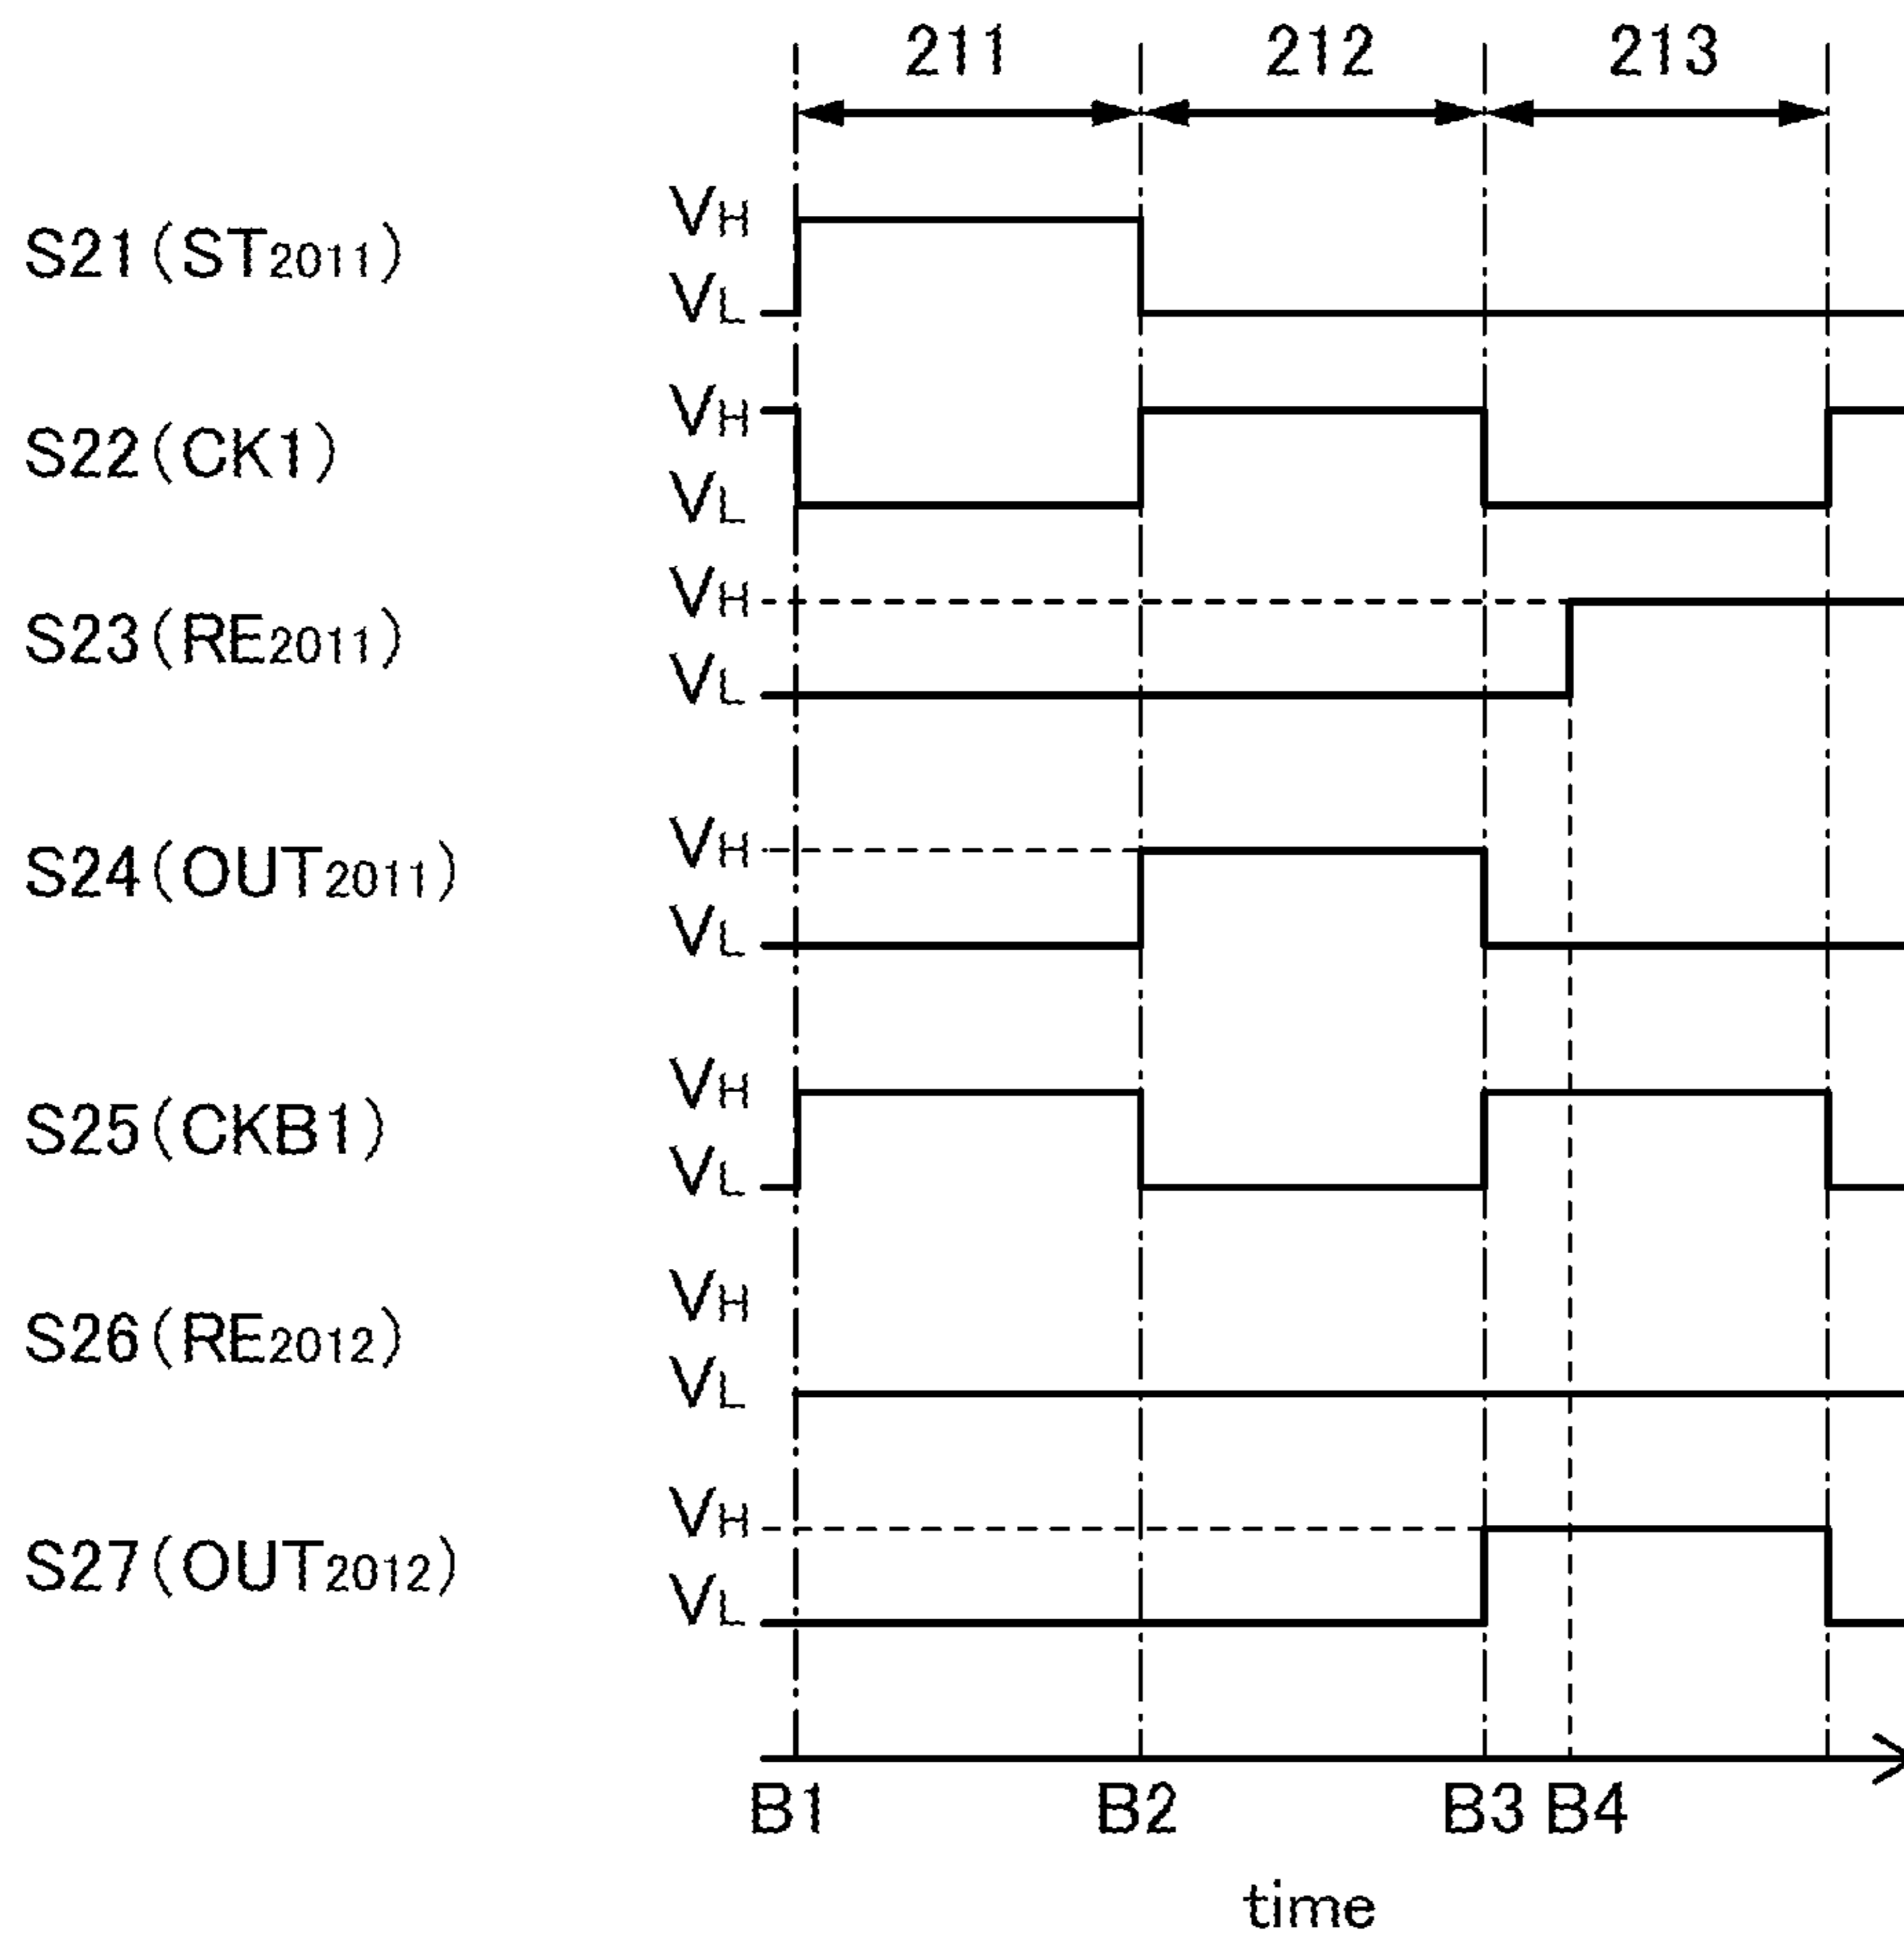 211 212 213
S21(ST2011) VH
VL
S22(CK1) VH
VL
S23(RE2011) VH
VL
S24(OUT2011) VH
VL
S25(CKB1) VH
VL
S26(RE2012) VH
VL
S27(OUT2012) VH
VL
B1 B2 B3 B4
time